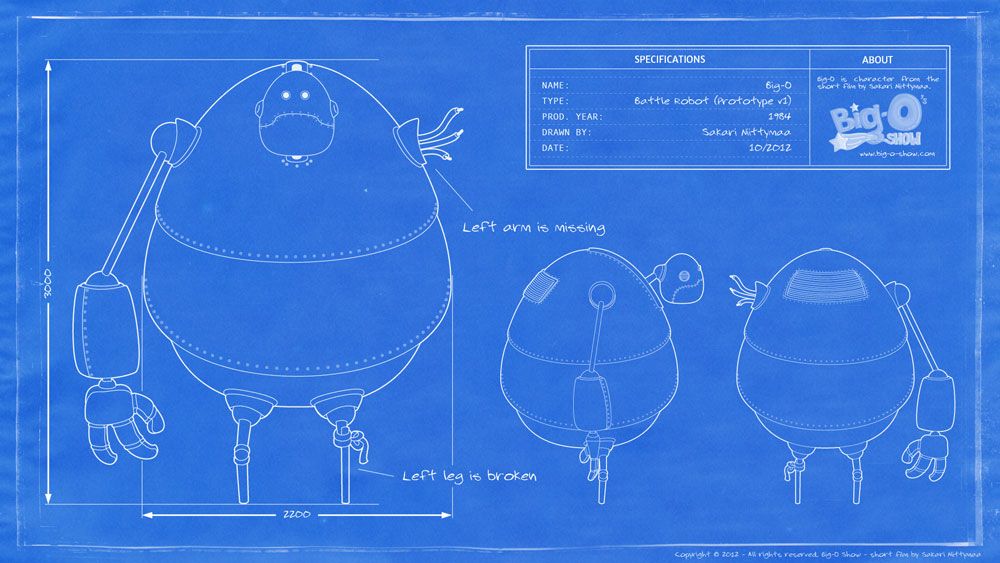 SPECIFICATIONS
NAME: Big-O
TYPE: Battle Robot (Prototype v1)
PROD. YEAR: 1984
DRAWN BY: Sakari Niittymaa
DATE: 10/2012
ABOUT
Big-O is character from the
short film by Sakari Niittymaa.
Big-O
SHOW
www.big-o-show.com
3000
Left arm is missing
Left leg is broken
2200
Copyright © 2012 - All rights reserved. Big-O Show - short film by Sakari Niittymaa